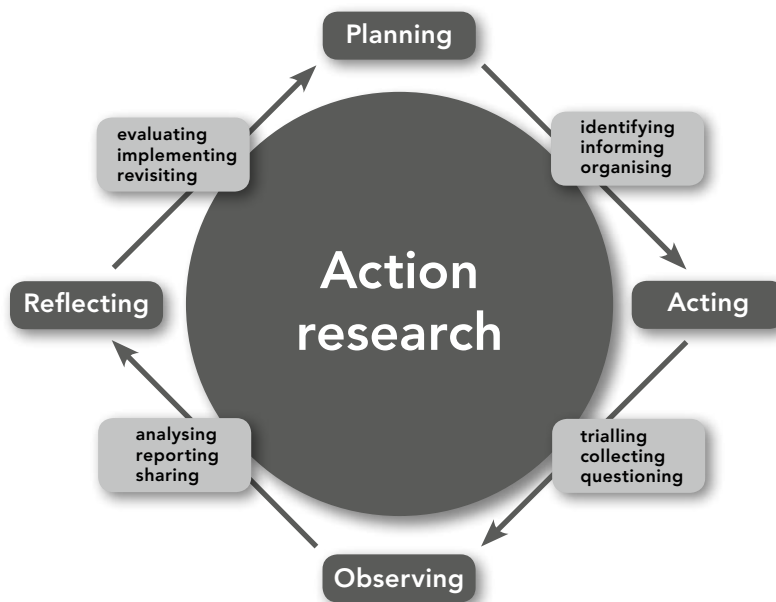 Planning
evaluating
implementing
revisiting
identifying
informing
organising
Action
research
Reflecting
Acting
analysing
reporting
sharing
trialling
collecting
questioning
Observing